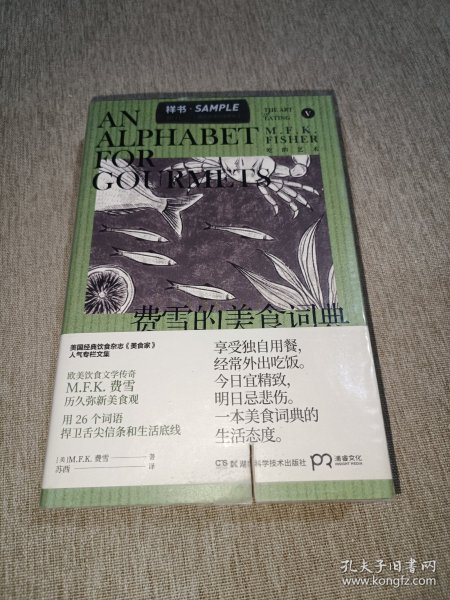 样书·SAMPLE
AN
ALPHABET
FOR
GOURMETS
THE ART
EATING
V
M.F.K.
FISHER
吃的艺术
费雪的美食词典
美国经典饮食杂志《美食家》
人气专栏文集
欧美饮食文学传奇
M.F.K. 费雪
历久弥新美食观
用 26 个词语
捍卫舌尖信条和生活底线
[美]M.F.K. 费雪 著
苏西 译
享受独自用餐，
经常外出吃饭。
今日宜精致，
明日忌悲伤。
一本美食词典的
生活态度。
湖南科学技术出版社
浦睿文化
INSIGHT MEDIA
孔夫子旧书网
www.kongfz.com